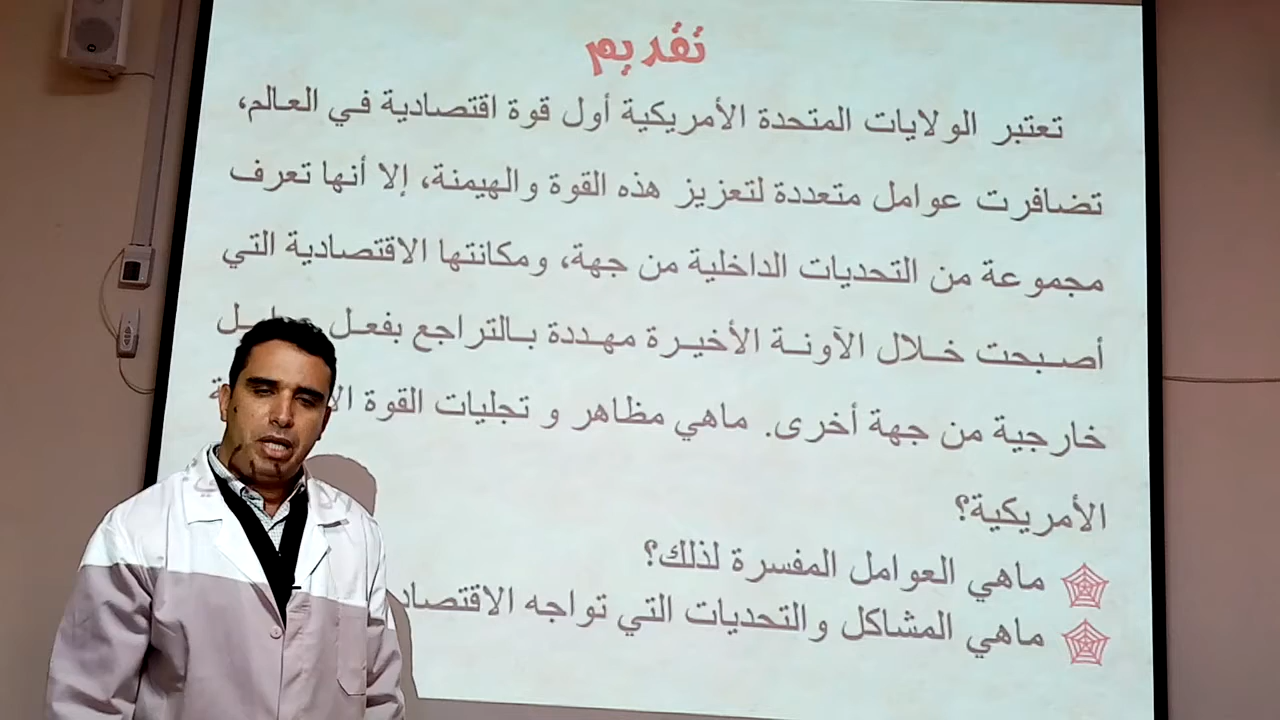 تقديم
تعتبر الولايات المتحدة الأمريكية أول قوة اقتصادية في العالم،
تضافرت عوامل متعددة لتعزيز هذه القوة والهيمنة، إلا أنها تعرف
مجموعة من التحديات الداخلية من جهة، ومكانتها الاقتصادية التي
أصبحت خلال الآونة الأخيرة مهددة بالتراجع بفعل
خارجية من جهة أخرى. ماهي مظاهر و تجليات القوة
الأمريكية؟
ماهي العوامل المفسرة لذلك؟
ماهي المشاكل والتحديات التي تواجه